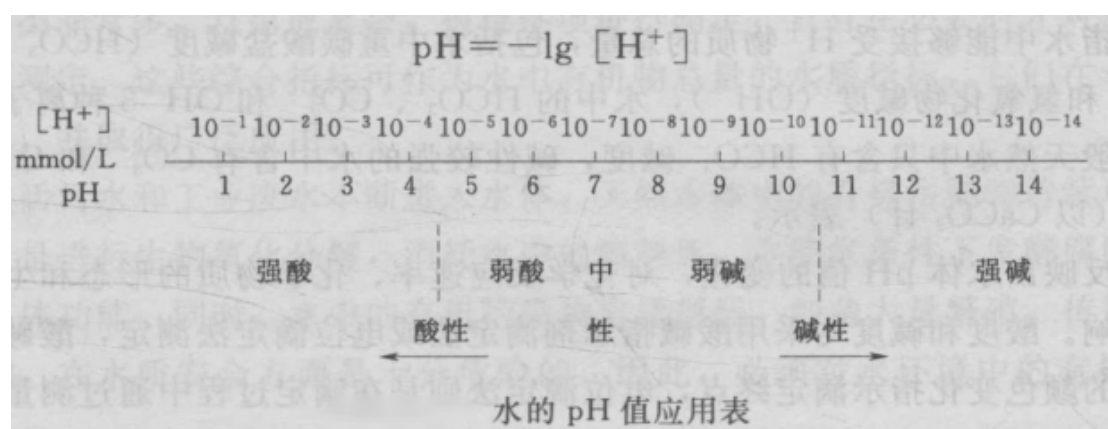 pH=-lg [H⁺]
[H⁺] 10⁻¹ 10⁻² 10⁻³ 10⁻⁴ 10⁻⁵ 10⁻⁶ 10⁻⁷ 10⁻⁸ 10⁻⁹ 10⁻¹⁰ 10⁻¹¹ 10⁻¹² 10⁻¹³ 10⁻¹⁴
mmol/L
pH 1 2 3 4 5 6 7 8 9 10 11 12 13 14
强酸 弱酸 中 弱碱 强碱
酸性 性 碱性
水的 pH 值应用表